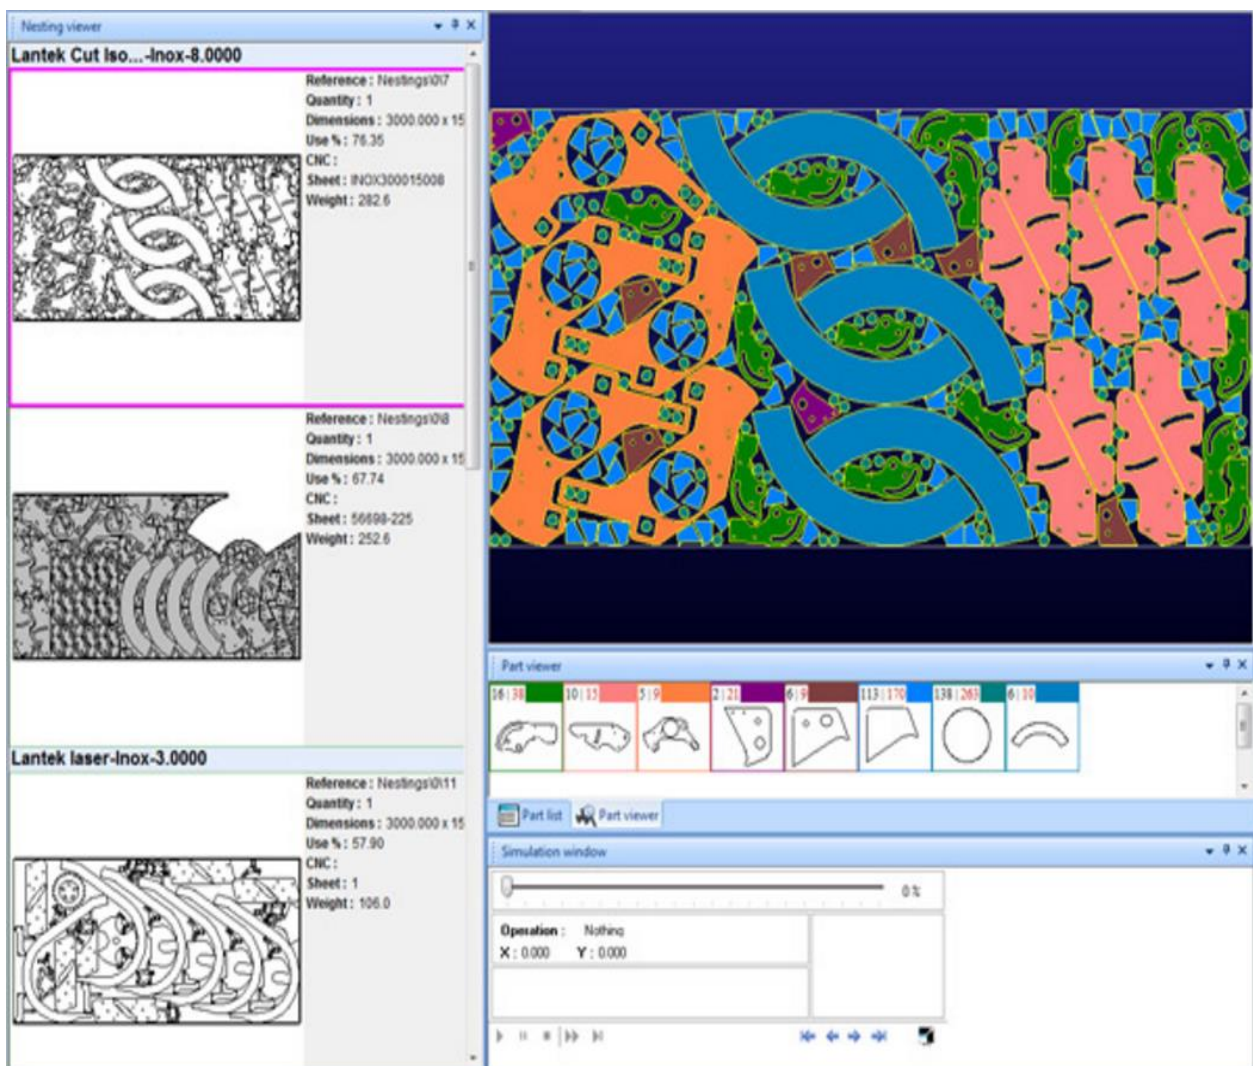 Nesting viewer
Lantek Cut Iso...-Inox-8.0000
Reference : Nestings\0\7
Quantity : 1
Dimensions : 3000.000 x 15
Use % : 76.35
CNC :
Sheet : INOX300015008
Weight : 282.6
Reference : Nestings\0\8
Quantity : 1
Dimensions : 3000.000 x 15
Use % : 67.74
CNC :
Sheet : 56698-225
Weight : 252.6
Lantek laser-Inox-3.0000
Reference : Nestings\0\11
Quantity : 1
Dimensions : 3000.000 x 15
Use % : 57.90
CNC :
Sheet : 1
Weight : 106.0
Part viewer
16 | 38 10 | 15 5 | 9 2 | 21 6 | 9 113 | 170 138 | 263 6 | 10
Part list Part viewer
Simulation window
0 %
Operation : Nothing
X : 0.000 Y : 0.000